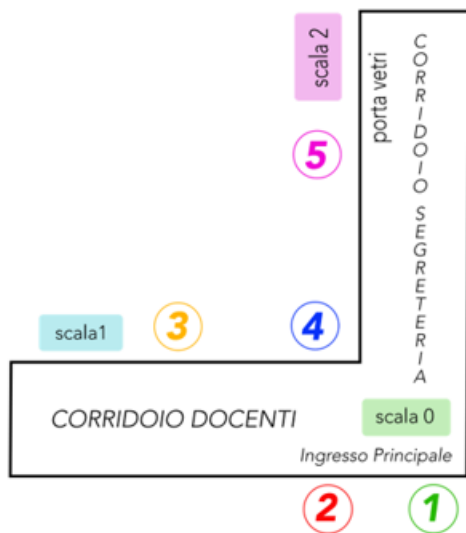 scala 2
porta vetri
CORRIDOIO SEGRETERIA
5
scala1
3
4
CORRIDOIO DOCENTI
scala 0
Ingresso Principale
2
1